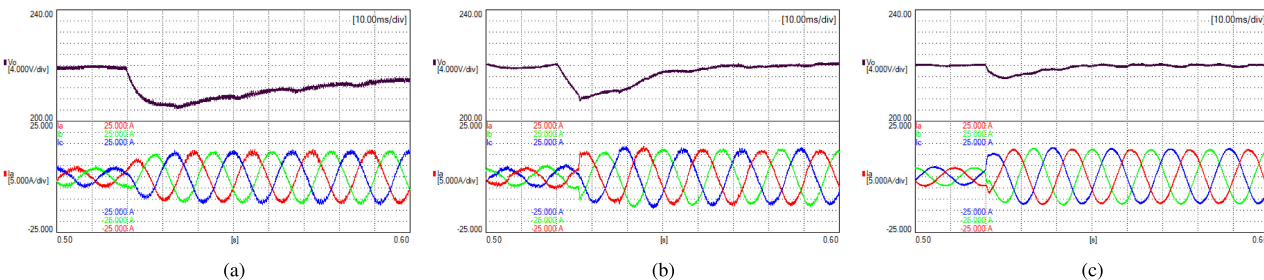 240.00
[10.00ms/div]
Vo
[4.000V/div]
200.00
25.000
Ia 25.000 A
Ib 25.000 A
Ic 25.000 A
Ia
[5.000A/div]
-25.000 A
-25.000 A
-25.000 A
-25.000
0.50
[s]
0.60
(a)
240.00
[10.00ms/div]
Vo
[4.000V/div]
200.00
25.000
Ia 25.000 A
Ib 25.000 A
Ic 25.000 A
Ia
[5.000A/div]
-25.000 A
-25.000 A
-25.000 A
-25.000
0.50
[s]
0.60
(b)
240.00
[10.00ms/div]
Vo
[4.000V/div]
200.00
25.000
Ia 25.000 A
Ib 25.000 A
Ic 25.000 A
Ia
[5.000A/div]
-25.000 A
-25.000 A
-25.000 A
-25.000
0.50
[s]
(c)